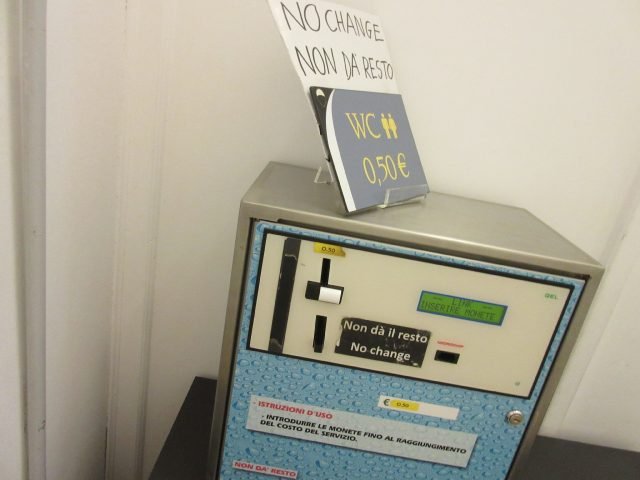 NO CHANGE
NON DA' RESTO
WC
0,50 €
0.50
INSERIRE MONETE
Non dà il resto
No change
€ 0.50
- ISTRUZIONI D'USO
- INTRODURRE LE MONETE FINO AL RAGGIUNGIMENTO
DEL COSTO DEL SERVIZIO.
NON DA' RESTO